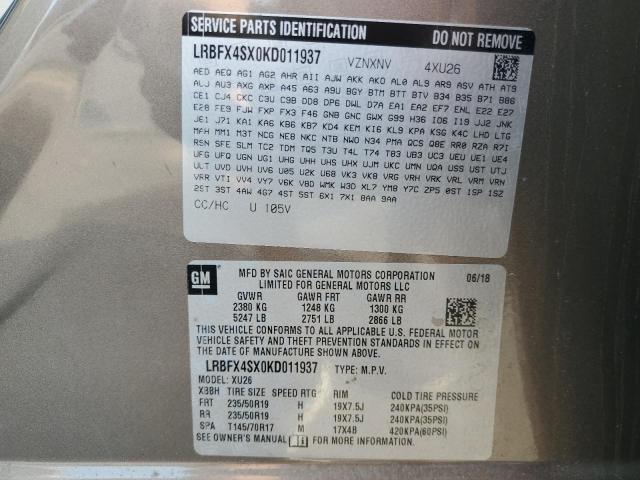 SERVICE PARTS IDENTIFICATION DO NOT REMOVE
LRBFX4SX0KD011937 VZNXNV 4XU26
AED AEQ AG1 AG2 AHR AII AJW AKK AKO AL0 AL9 AR9 ASV ATH AT9
ALJ AU3 AXG AXP A45 A63 A9U BGY BTM BTT BTV B34 B35 B71 B86
CE1 CJ4 CKC C3U C9B DD8 DP6 DWL D7A EA1 EA2 EF7 ENL E22 E27
E28 FE9 FJW FXP FX3 F46 GNB GNC GWX G99 H36 IO6 I19 JJ2 JNK
J61 J71 KA1 KA6 KB6 KB7 KD4 KEM KI6 KL9 KPA KSG K4C LHD LTG
MAH MM1 M3T NCG NE8 NKC NTB NWO N34 PMA QCS Q8E RR0 RZA R7I
RSN SFE SLM TC2 TDM TQ5 T3U T4L T74 T83 UB3 UC3 UEU UE1 UE4
UFG UFQ UGN UG1 UHG UHH UHS UHX UJM UKC UMC UMN USS UST UTJ
ULT UVD UVH UV6 U05 U2K U68 VK3 VK8 VRG VRH VRK VRL VRM VRN
VRR VTI VV4 VY7 V6K V8D WMK W3D XL7 YM8 Y7C ZP5 0ST 1SP 1SZ
2ST 3ST 4AW 4G7 4ST 5ST 6X1 7X1 8AA 9AA
CC/HC U 105V
GM
MFD BY SAIC GENERAL MOTORS CORPORATION 06/18
LIMITED FOR GENERAL MOTORS LLC
GVWR GAWR FRT GAWR RR
2380 KG 1248 KG 1300 KG
5247 LB 2751 LB 2866 LB
THIS VEHICLE CONFORMS TO ALL APPLICABLE U.S. FEDERAL MOTOR
VEHICLE SAFETY AND THEFT PREVENTION STANDARDS IN EFFECT ON
THE DATE OF MANUFACTURE SHOWN ABOVE.
LRBFX4SX0KD011937 TYPE: M.P.V.
MODEL: XU26
XBBH TIRE SIZE SPEED RTG RIM COLD TIRE PRESSURE
FRT 235/50R19 H 19X7.5J 240KPA(35PSI)
RR 235/50R19 H 19X7.5J 240KPA(35PSI)
SPA T145/70R17 M 17X4B 420KPA(60PSI)
SEE OWNER'S MANUAL FOR MORE INFORMATION.